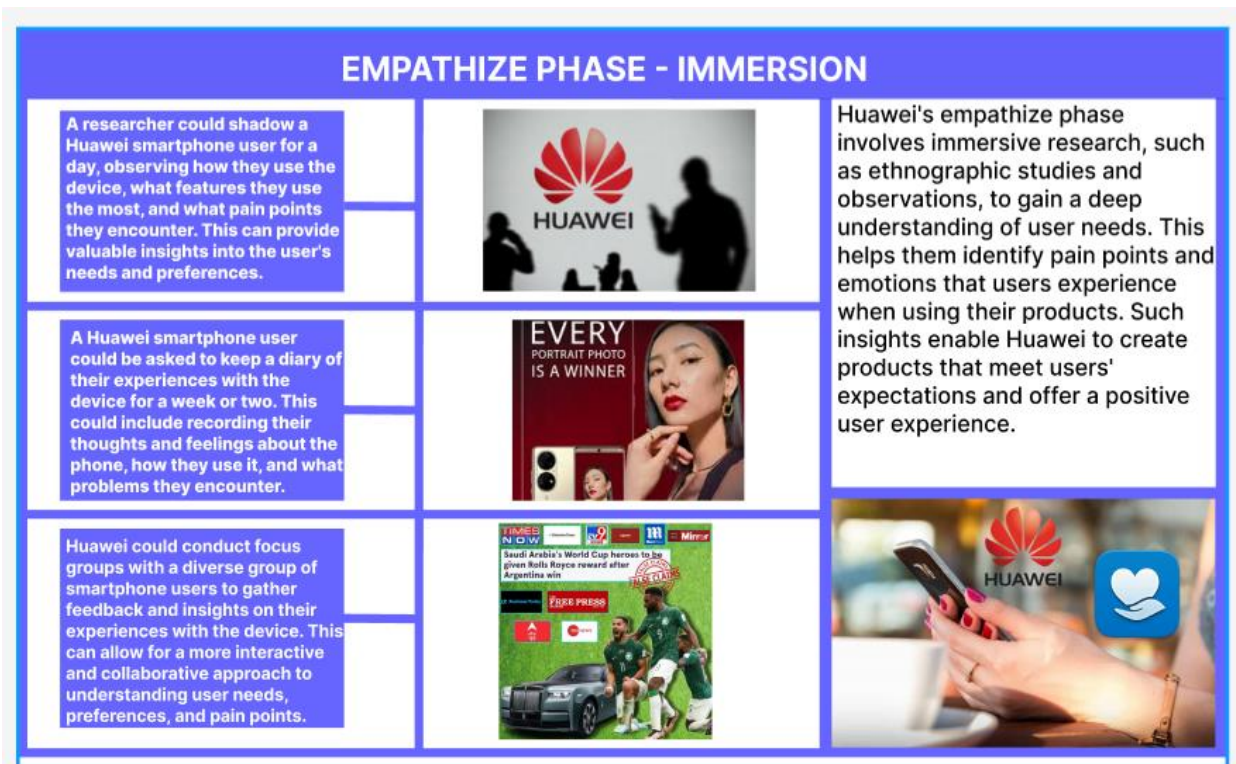 EMPATHIZE PHASE - IMMERSION
A researcher could shadow a
Huawei smartphone user for a
day, observing how they use the
device, what features they use
the most, and what pain points
they encounter. This can provide
valuable insights into the user's
needs and preferences.
HUAWEI
A Huawei smartphone user
could be asked to keep a diary of
their experiences with the
device for a week or two. This
could include recording their
thoughts and feelings about the
phone, how they use it, and what
problems they encounter.
EVERY
PORTRAIT PHOTO
IS A WINNER
Huawei could conduct focus
groups with a diverse group of
smartphone users to gather
feedback and insights on their
experiences with the device. This
can allow for a more interactive
and collaborative approach to
understanding user needs,
preferences, and pain points.
TIMES
NOW
Mirror
Saudi Arabia's World Cup heroes to be
given Rolls Royce reward after
Argentina win
FALSE CLAIMS
FREE PRESS
Huawei's empathize phase
involves immersive research, such
as ethnographic studies and
observations, to gain a deep
understanding of user needs. This
helps them identify pain points and
emotions that users experience
when using their products. Such
insights enable Huawei to create
products that meet users'
expectations and offer a positive
user experience.
HUAWEI